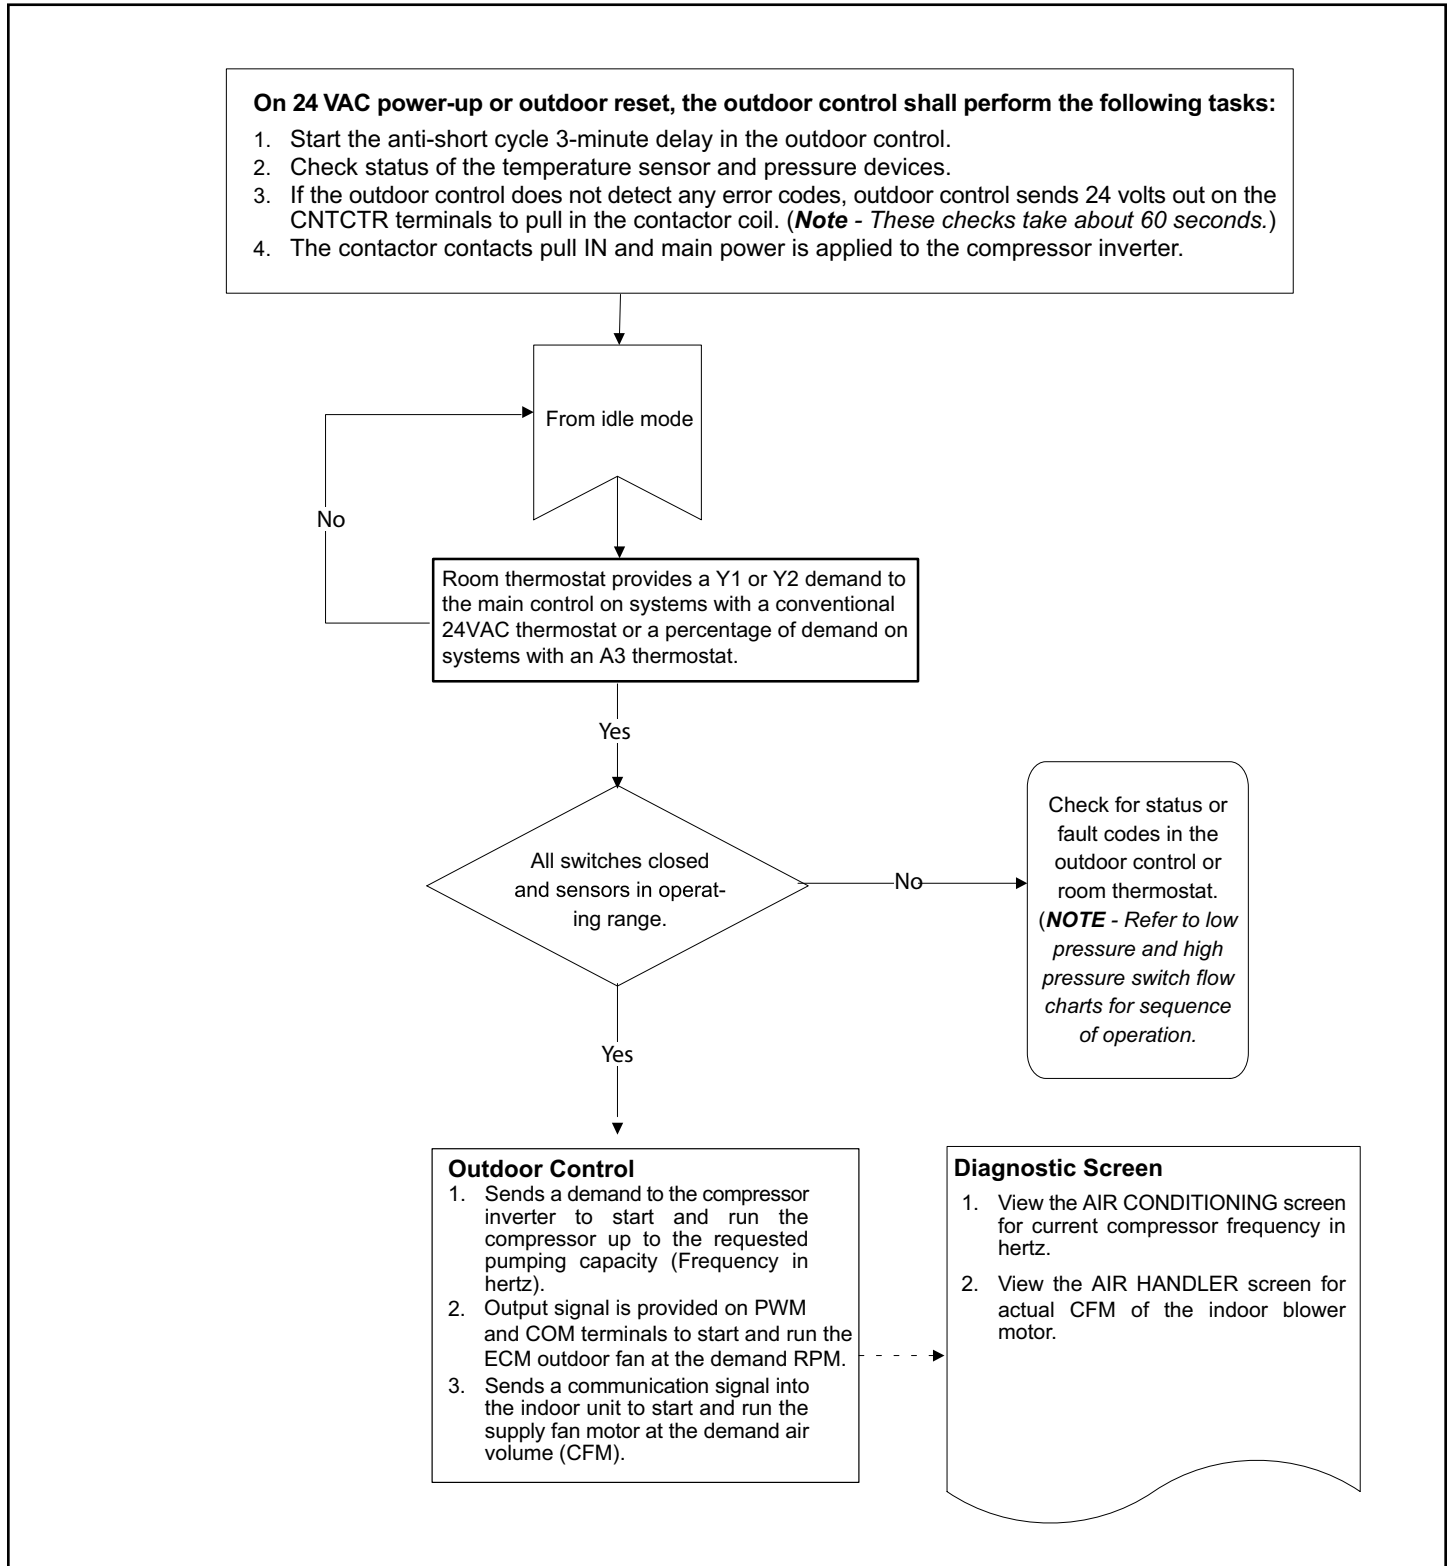 On 24 VAC power-up or outdoor reset, the outdoor control shall perform the following tasks:
1. Start the anti-short cycle 3-minute delay in the outdoor control.
2. Check status of the temperature sensor and pressure devices.
3. If the outdoor control does not detect any error codes, outdoor control sends 24 volts out on the
CNTCTR terminals to pull in the contactor coil. (Note - These checks take about 60 seconds.)
4. The contactor contacts pull IN and main power is applied to the compressor inverter.
From idle mode
No
Room thermostat provides a Y1 or Y2 demand to
the main control on systems with a conventional
24VAC thermostat or a percentage of demand on
systems with an A3 thermostat.
Yes
All switches closed
and sensors in operat-
ing range.
No
Check for status or
fault codes in the
outdoor control or
room thermostat.
(NOTE - Refer to low
pressure and high
pressure switch flow
charts for sequence
of operation.
Yes
Outdoor Control
1. Sends a demand to the compressor
inverter to start and run the
compressor up to the requested
pumping capacity (Frequency in
hertz).
2. Output signal is provided on PWM
and COM terminals to start and run the
ECM outdoor fan at the demand RPM.
3. Sends a communication signal into
the indoor unit to start and run the
supply fan motor at the demand air
volume (CFM).
Diagnostic Screen
1. View the AIR CONDITIONING screen
for current compressor frequency in
hertz.
2. View the AIR HANDLER screen for
actual CFM of the indoor blower
motor.